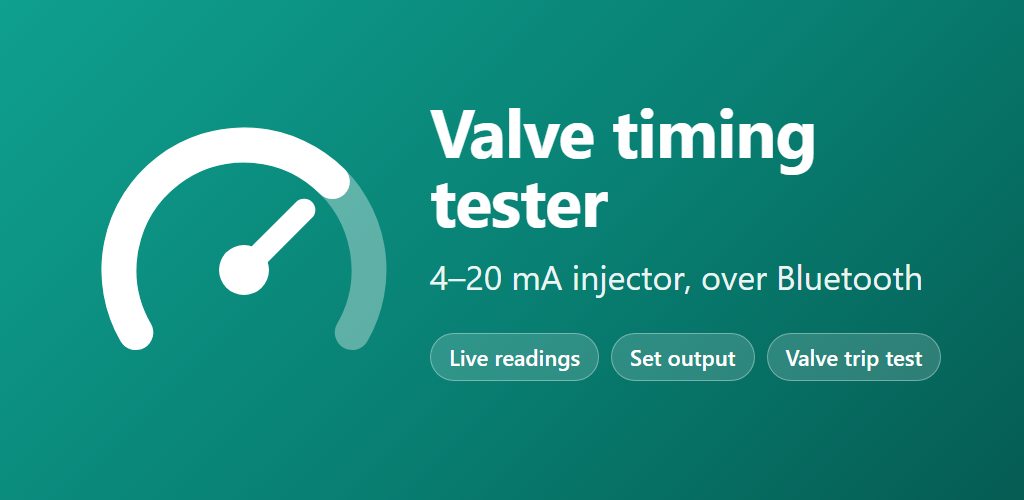 Valve timing
tester
4–20 mA injector, over Bluetooth
Live readings
Set output
Valve trip test